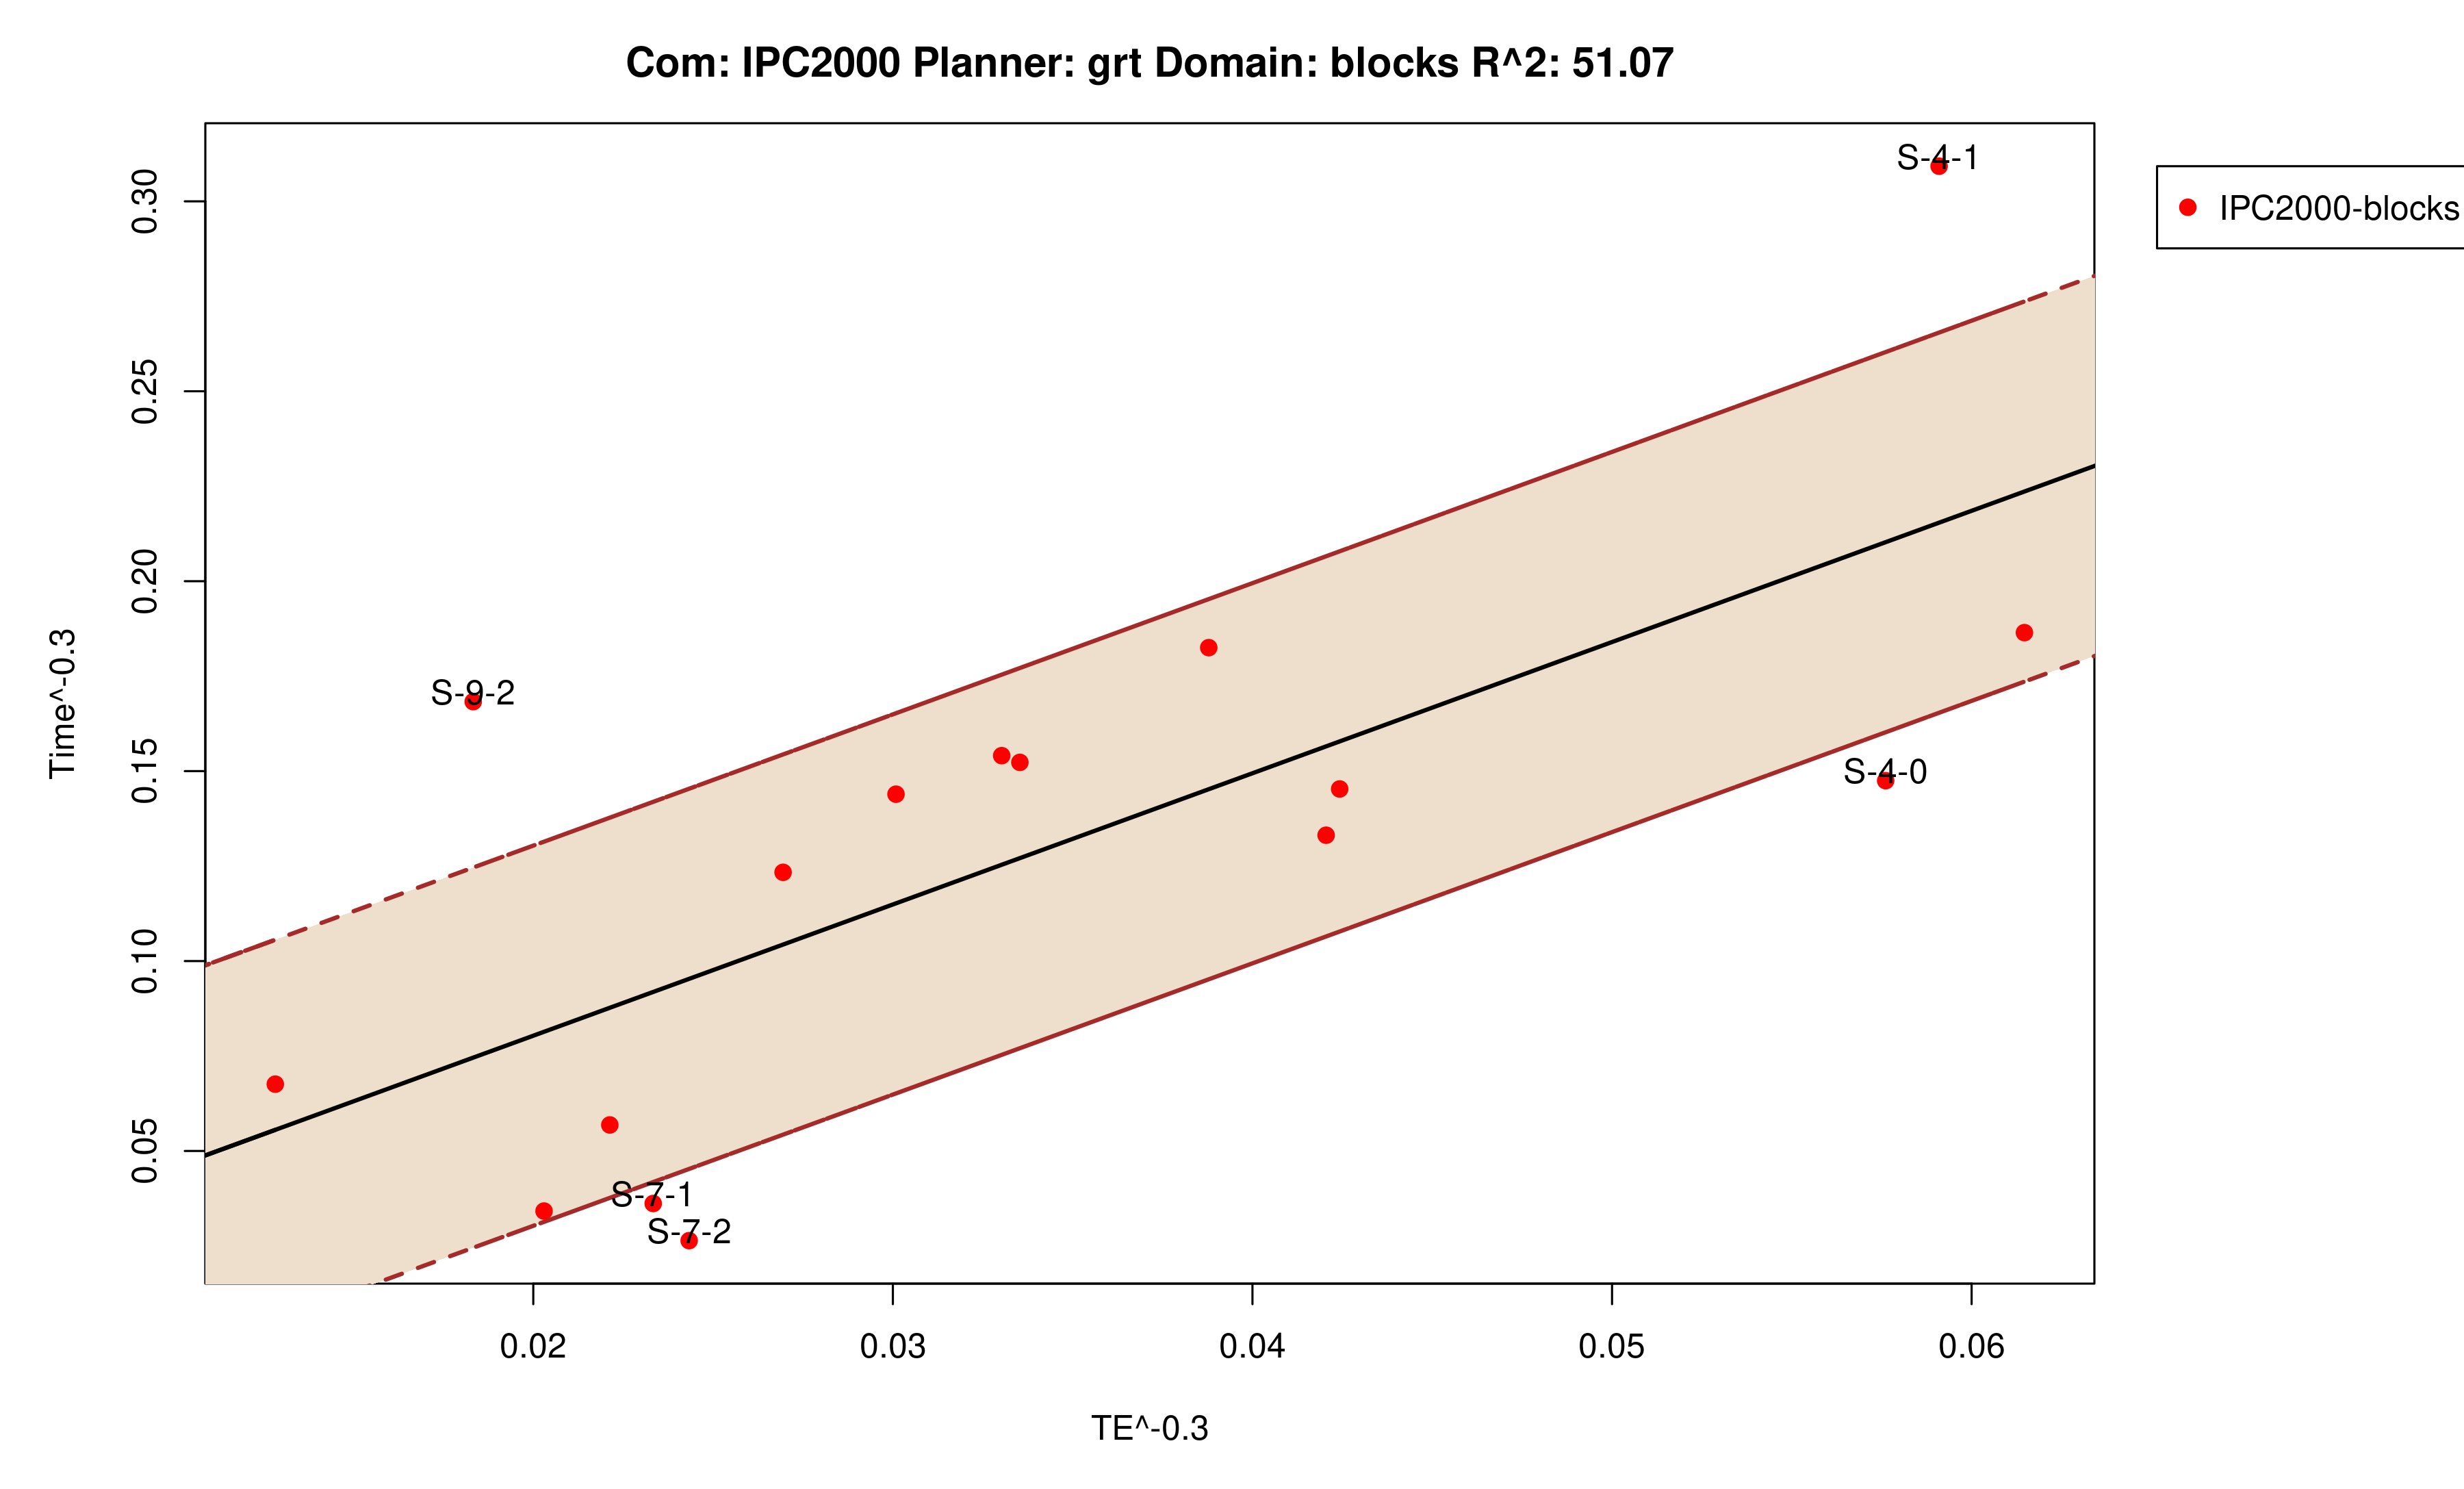 Com: IPC2000 Planner: grt Domain: blocks R^2: 51.07
S-4-1
IPC2000-blocks
0.30
0.25
0.20
0.15
0.10
0.05
Time^-0.3
S-9-2
S-4-0
S-7-1
S-7-2
0.02 0.03 0.04 0.05 0.06
TE^-0.3